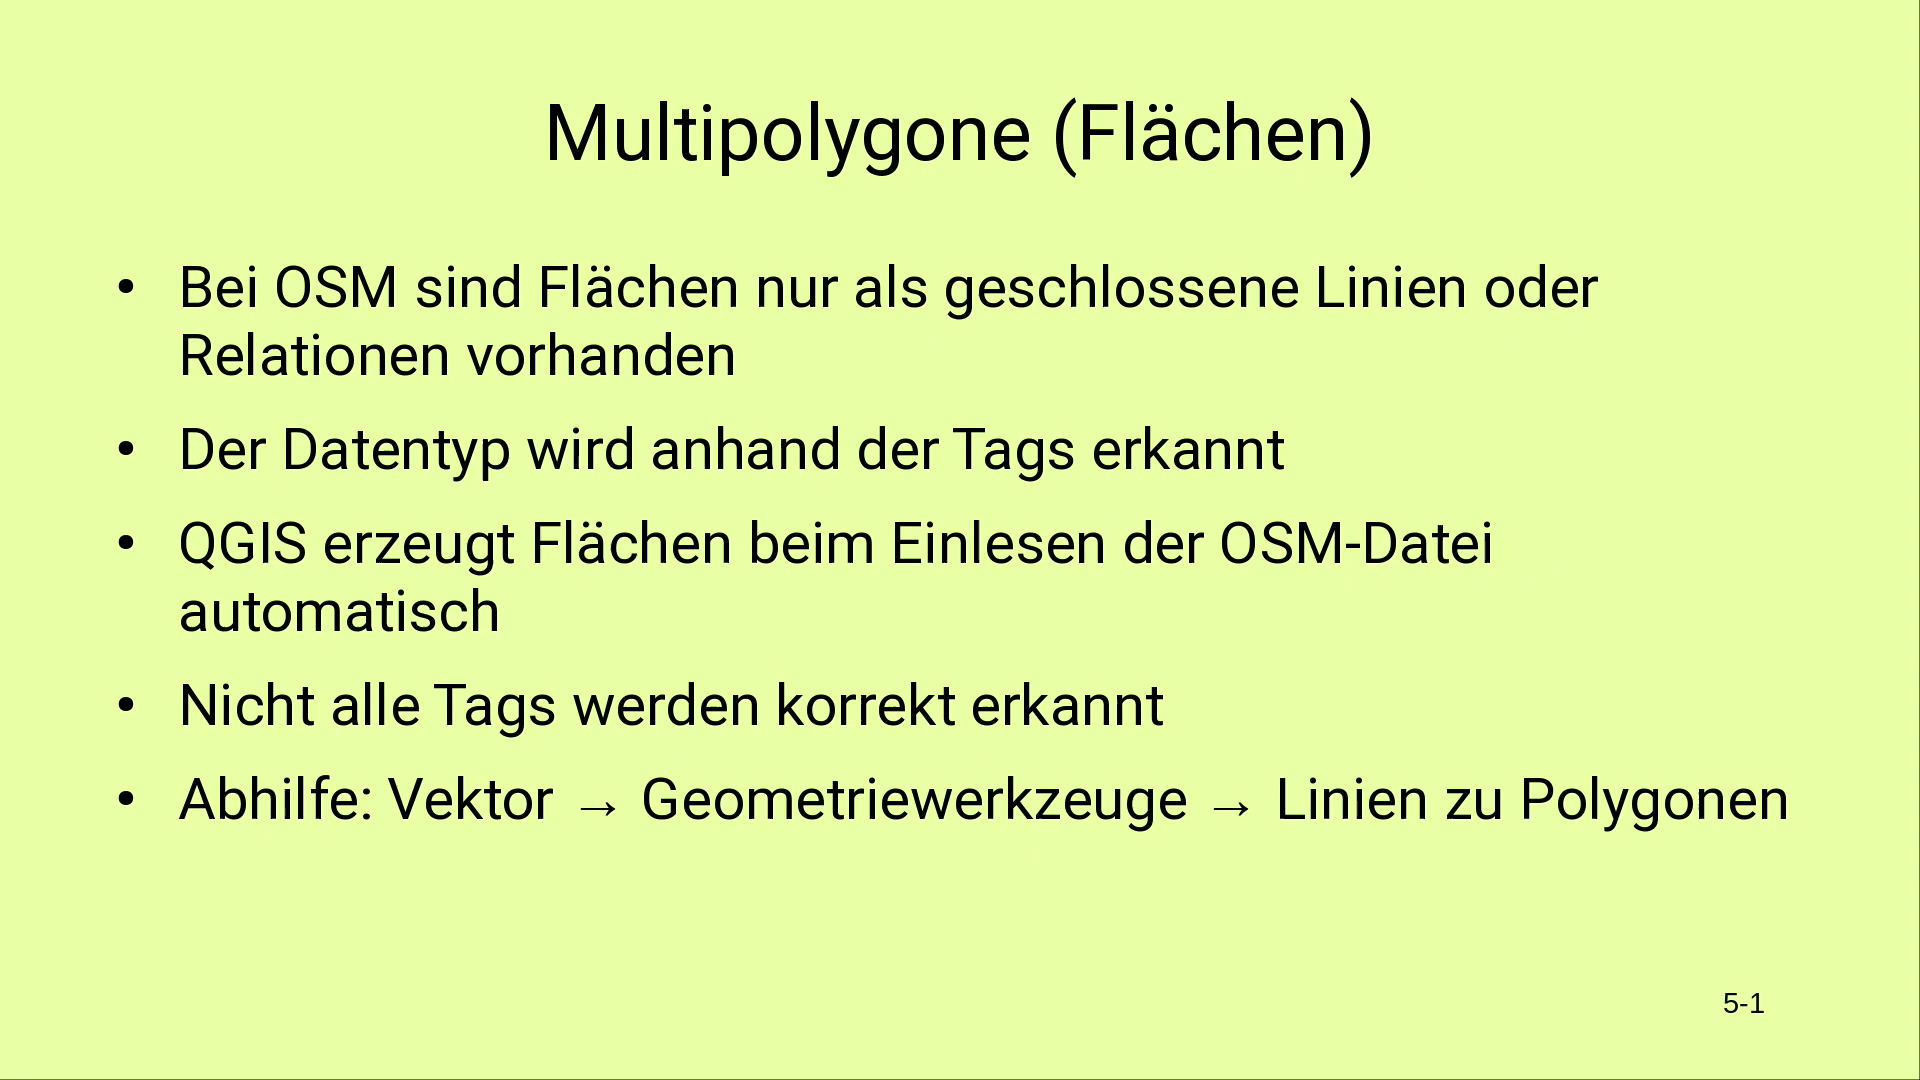 Multipolygone (Flächen)
• Bei OSM sind Flächen nur als geschlossene Linien oder
Relationen vorhanden
• Der Datentyp wird anhand der Tags erkannt
• QGIS erzeugt Flächen beim Einlesen der OSM-Datei
automatisch
• Nicht alle Tags werden korrekt erkannt
• Abhilfe: Vektor → Geometriewerkzeuge → Linien zu Polygonen
5-1